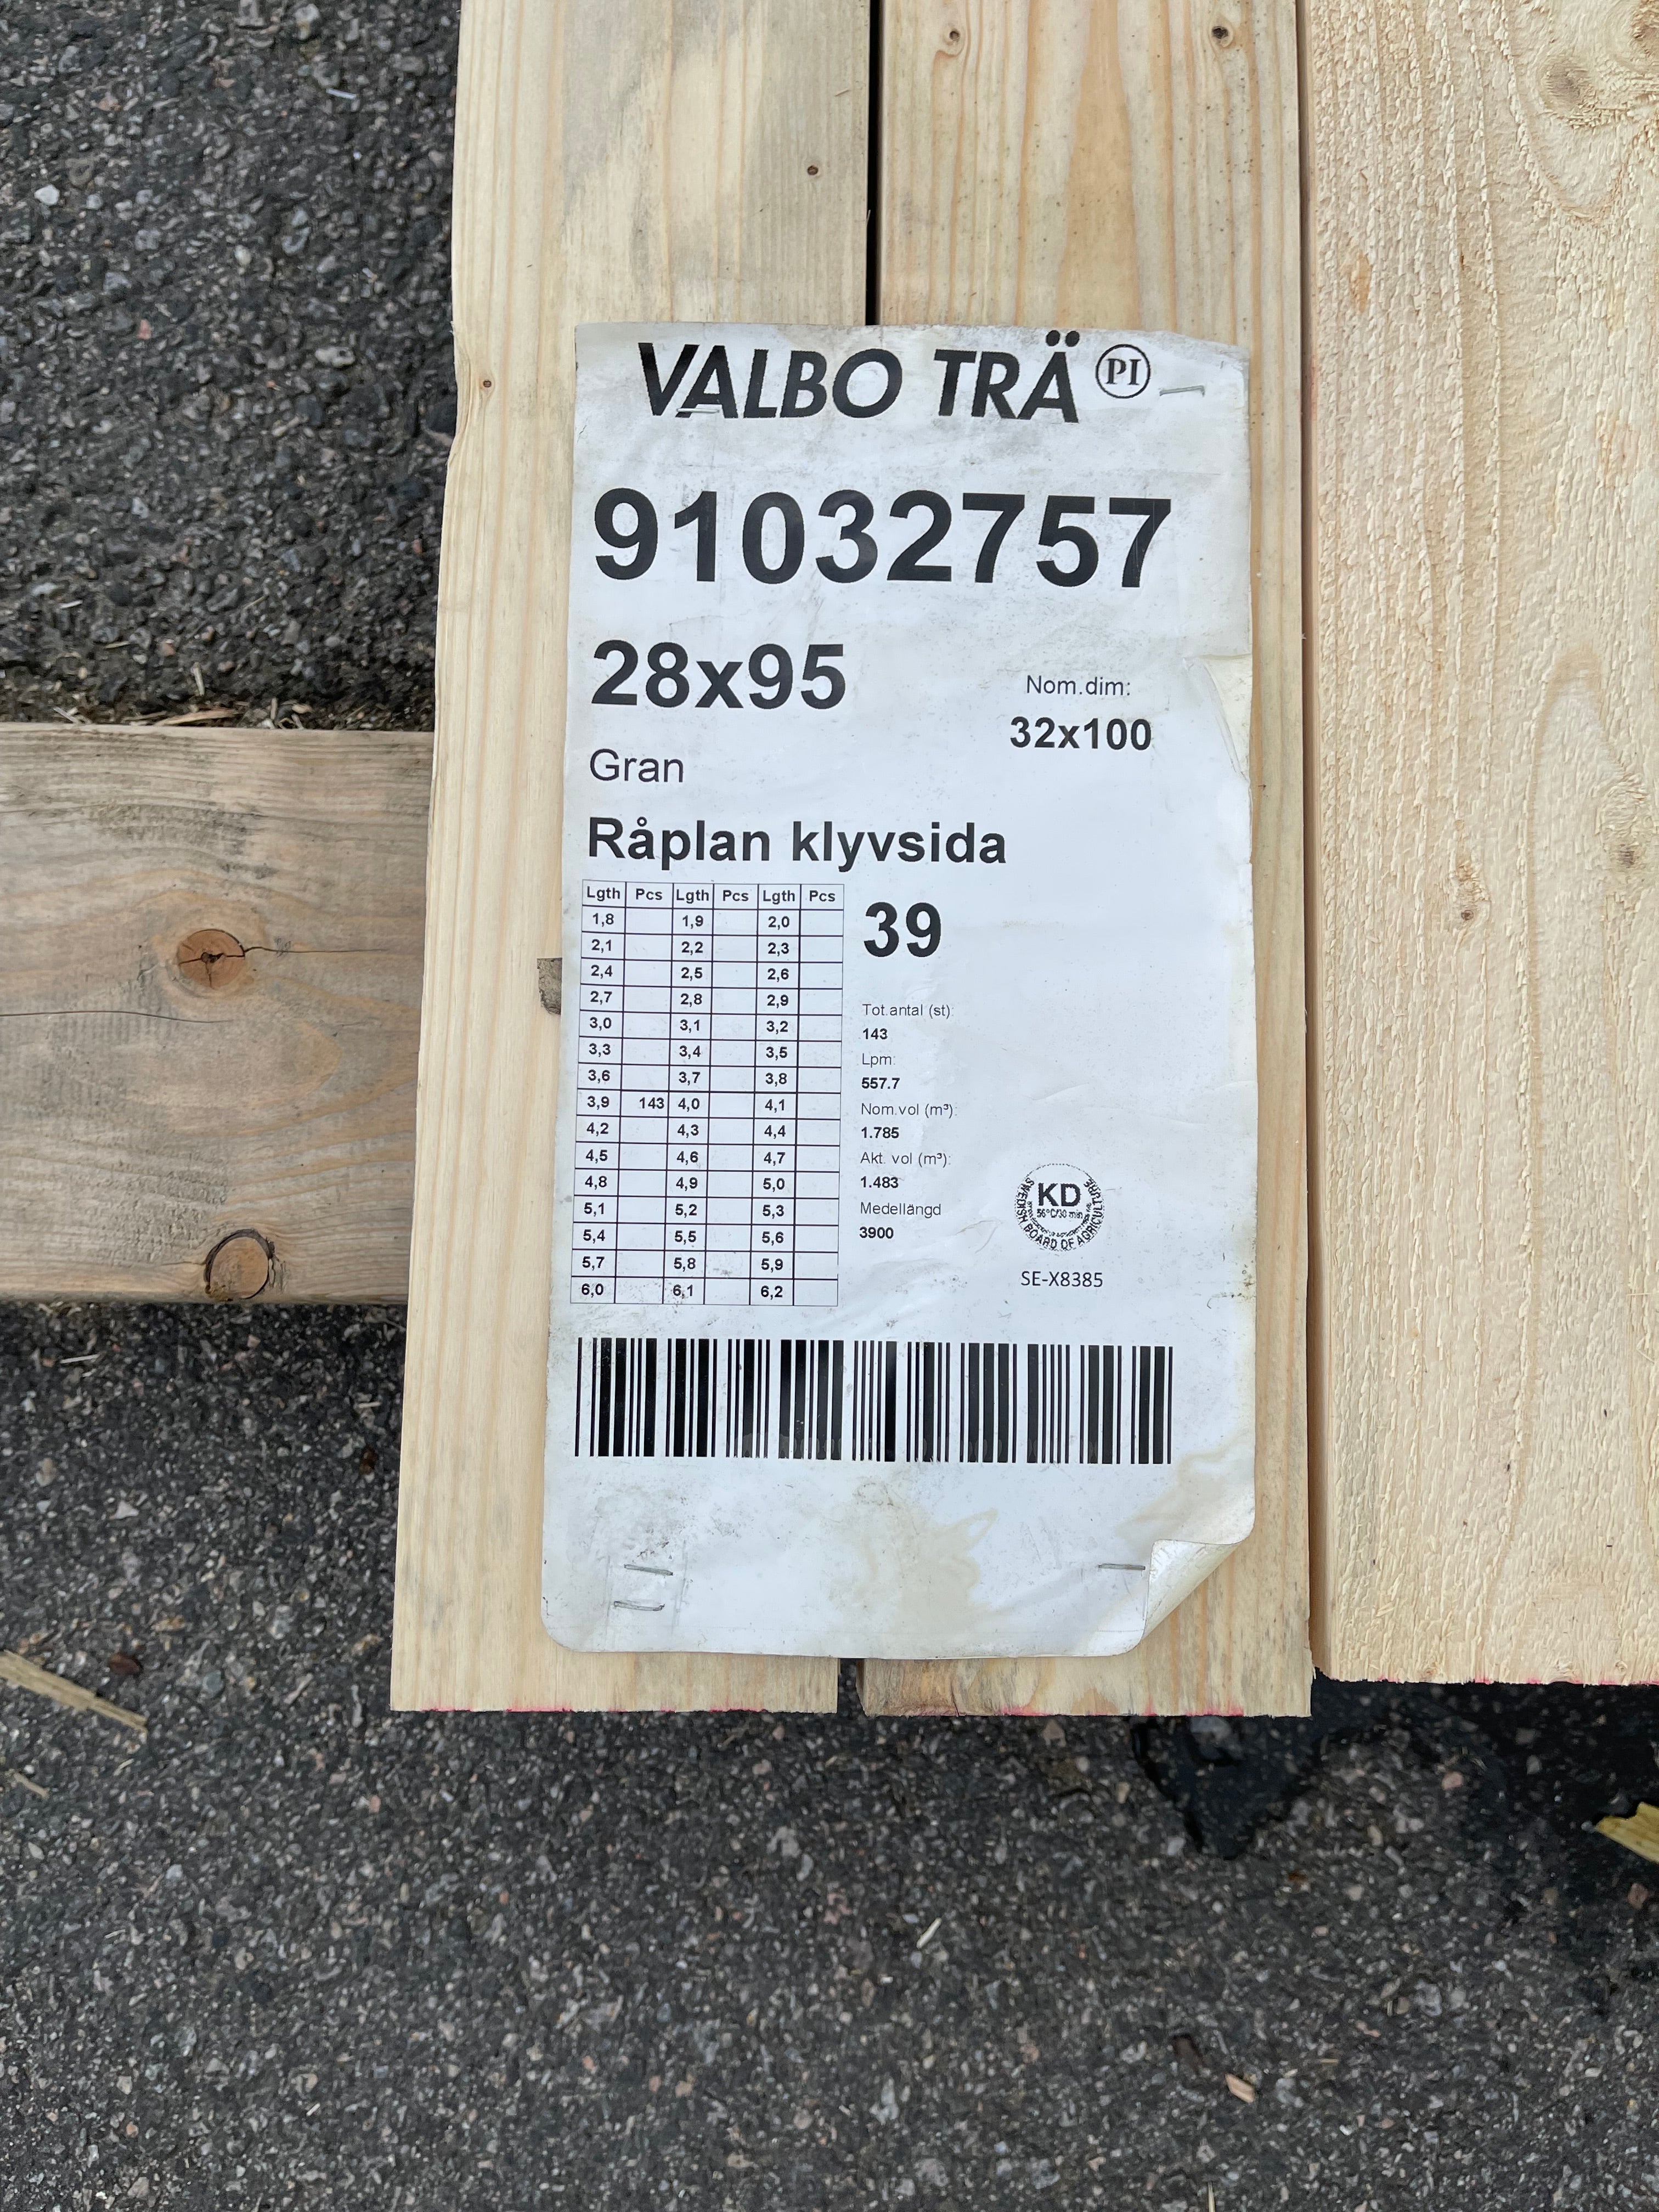 VALBO TRÄ PI
91032757
28x95
Nom.dim:
32x100
Gran
Råplan klyvsida
Lgth Pcs Lgth Pcs Lgth Pcs
1,8 1,9 2,0
2,1 2,2 2,3
2,4 2,5 2,6
2,7 2,8 2,9
3,0 3,1 3,2
3,3 3,4 3,5
3,6 3,7 3,8
3,9 143 4,0 4,1
4,2 4,3 4,4
4,5 4,6 4,7
4,8 4,9 5,0
5,1 5,2 5,3
5,4 5,5 5,6
5,7 5,8 5,9
6,0 6,1 6,2
39
Tot.antal (st):
143
Lpm:
557.7
Nom.vol (m³):
1.785
Akt. vol (m³):
1.483
Medellängd
3900
KD
56°C/30 min
SWEDISH BOARD OF AGRICULTURE
SE-X8385